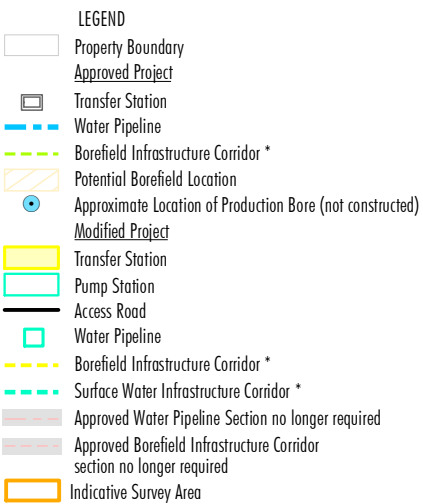 LEGEND
Property Boundary
Approved Project
Transfer Station
Water Pipeline
Borefield Infrastructure Corridor *
Potential Borefield Location
Approximate Location of Production Bore (not constructed)
Modified Project
Transfer Station
Pump Station
Access Road
Water Pipeline
Borefield Infrastructure Corridor *
Surface Water Infrastructure Corridor *
Approved Water Pipeline Section no longer required
Approved Borefield Infrastructure Corridor
section no longer required
Indicative Survey Area